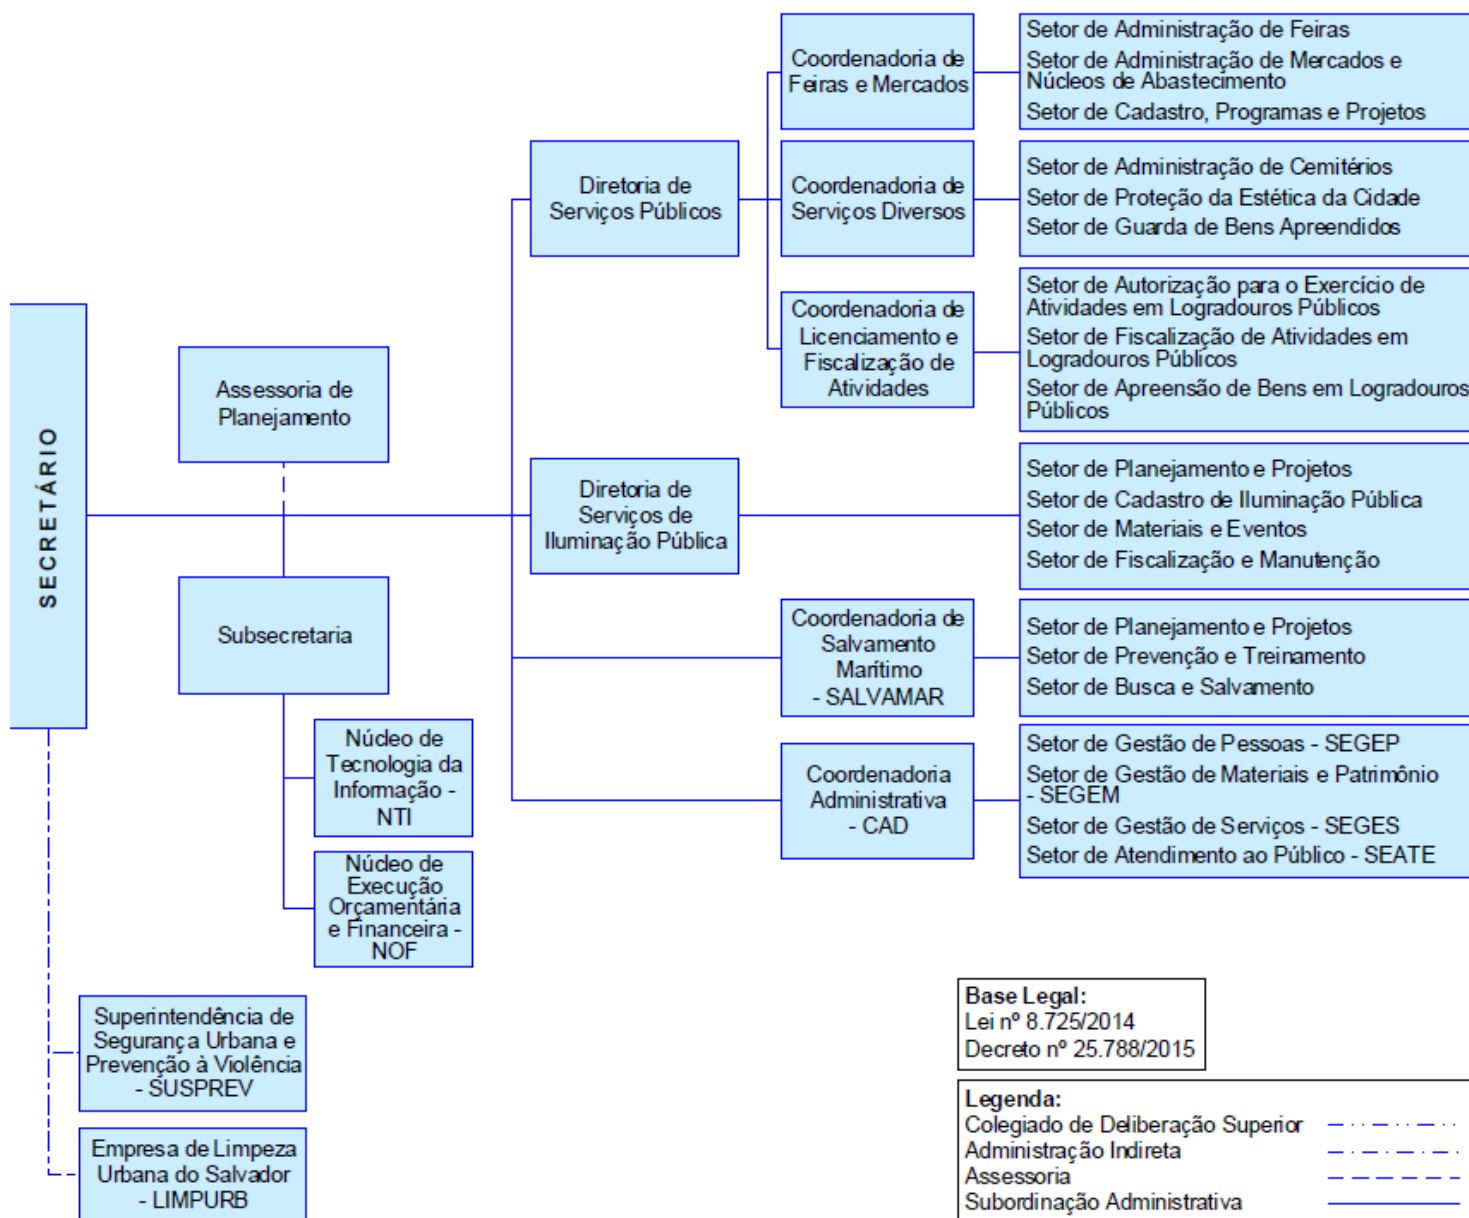 SECRETÁRIO
Assessoria de
Planejamento
Subsecretaria
Núcleo de
Tecnologia da
Informação -
NTI
Núcleo de
Execução
Orçamentária
e Financeira -
NOF
Superintendência de
Segurança Urbana e
Prevenção à Violência
- SUSPREV
Empresa de Limpeza
Urbana do Salvador
- LIMPURB
Diretoria de
Serviços Públicos
Coordenadoria de
Feiras e Mercados
Setor de Administração de Feiras
Setor de Administração de Mercados e
Núcleos de Abastecimento
Setor de Cadastro, Programas e Projetos
Coordenadoria de
Serviços Diversos
Setor de Administração de Cemitérios
Setor de Proteção da Estética da Cidade
Setor de Guarda de Bens Apreendidos
Coordenadoria de
Licenciamento e
Fiscalização de
Atividades
Setor de Autorização para o Exercício de
Atividades em Logradouros Públicos
Setor de Fiscalização de Atividades em
Logradouros Públicos
Setor de Apreensão de Bens em Logradouros
Públicos
Diretoria de
Serviços de
Iluminação Pública
Setor de Planejamento e Projetos
Setor de Cadastro de Iluminação Pública
Setor de Materiais e Eventos
Setor de Fiscalização e Manutenção
Coordenadoria de
Salvamento
Marítimo
- SALVAMAR
Setor de Planejamento e Projetos
Setor de Prevenção e Treinamento
Setor de Busca e Salvamento
Coordenadoria
Administrativa
- CAD
Setor de Gestão de Pessoas - SEGEP
Setor de Gestão de Materiais e Patrimônio
- SEGEM
Setor de Gestão de Serviços - SEGES
Setor de Atendimento ao Público - SEATE
Base Legal:
Lei nº 8.725/2014
Decreto nº 25.788/2015
Legenda:
Colegiado de Deliberação Superior
Administração Indireta
Assessoria
Subordinação Administrativa